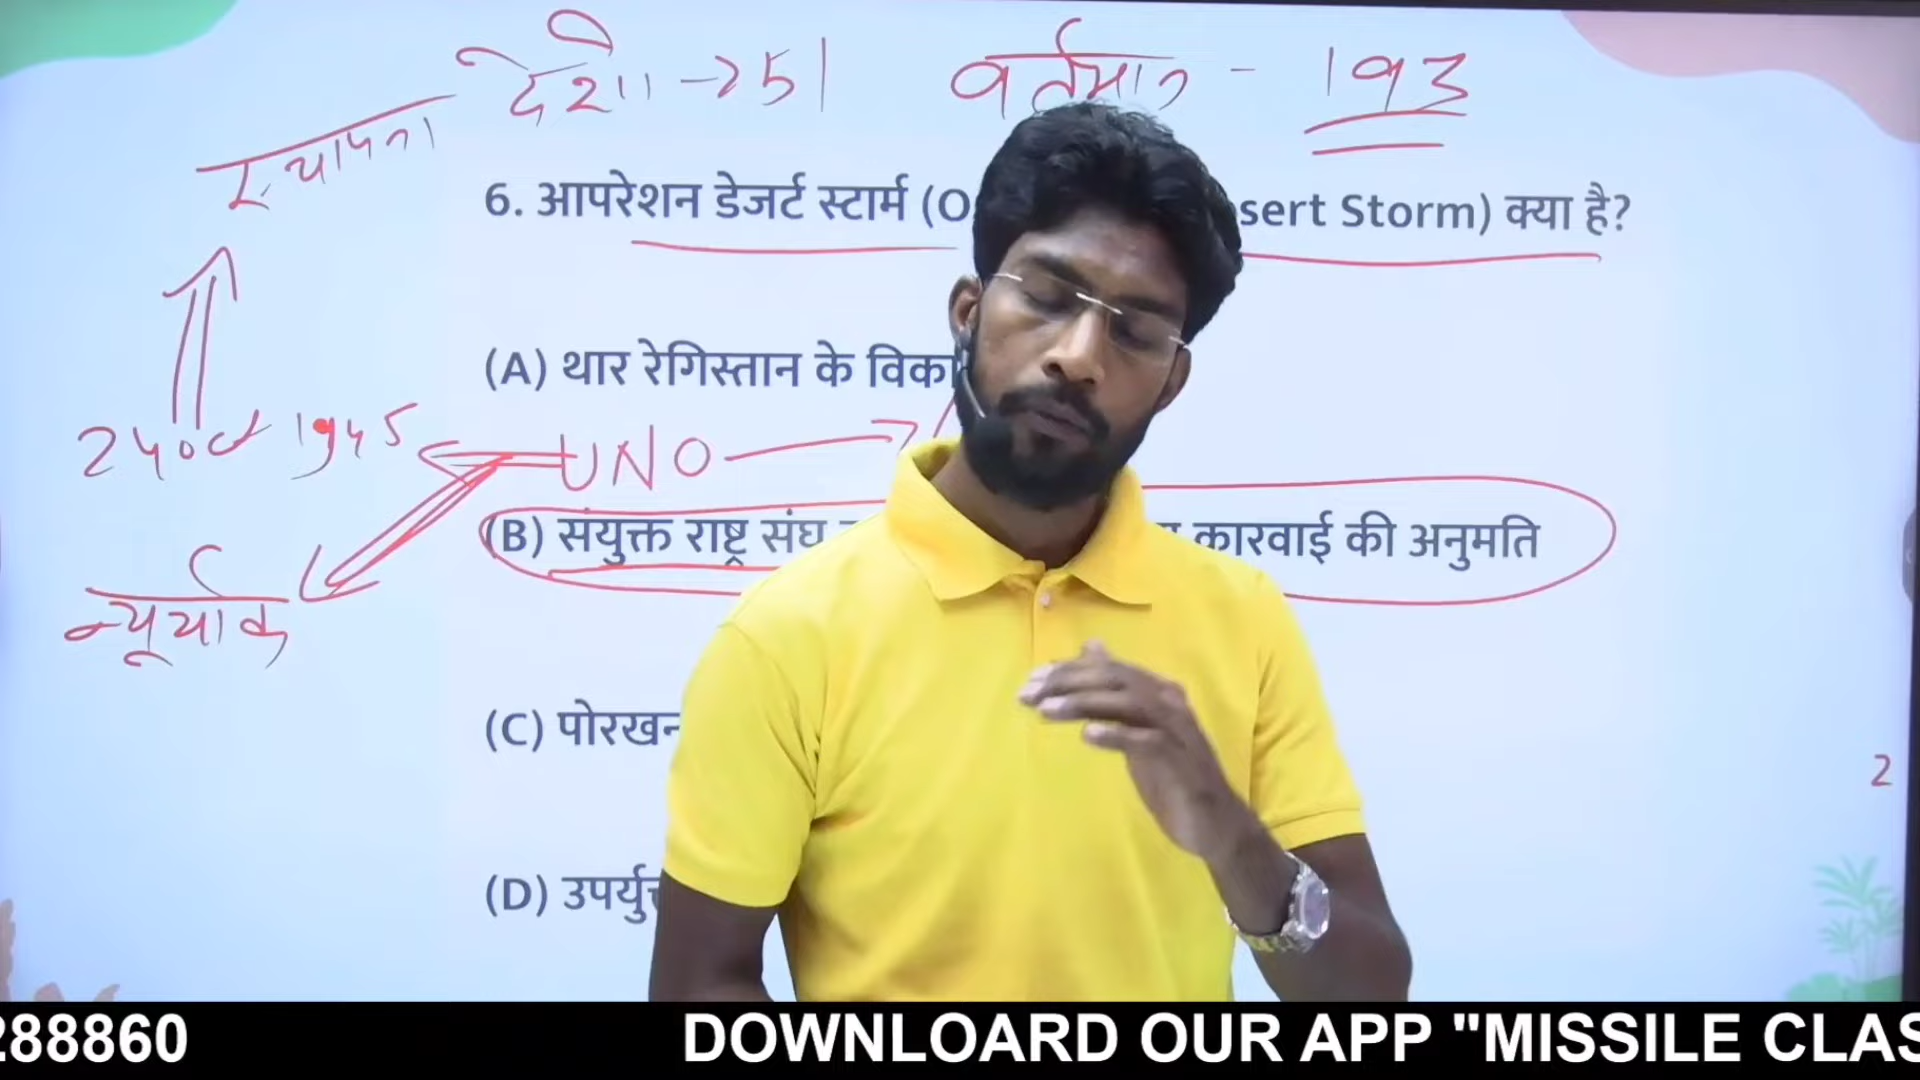 देश → 51 वर्तमान - 193
स्थापना
6. आपरेशन डेजर्ट स्टार्म (O sert Storm) क्या है?
(A) थार रेगिस्तान के विका
24 oct 1945 UNO
(B) संयुक्त राष्ट्र संघ कारवाई की अनुमति
न्यूयार्क
(C) पोरखन
2
(D) उपर्युक्त
288860 DOWNLOARD OUR APP "MISSILE CLAS